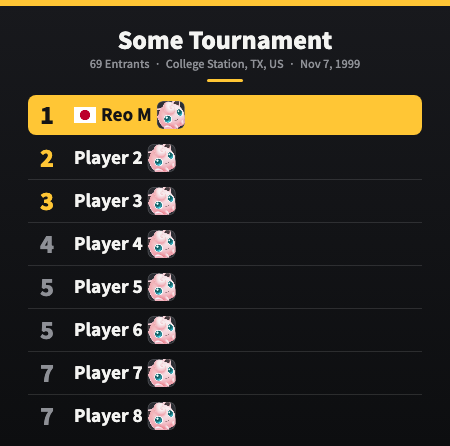 Some Tournament
69 Entrants · College Station, TX, US · Nov 7, 1999
1 Reo M
2 Player 2
3 Player 3
4 Player 4
5 Player 5
5 Player 6
7 Player 7
7 Player 8